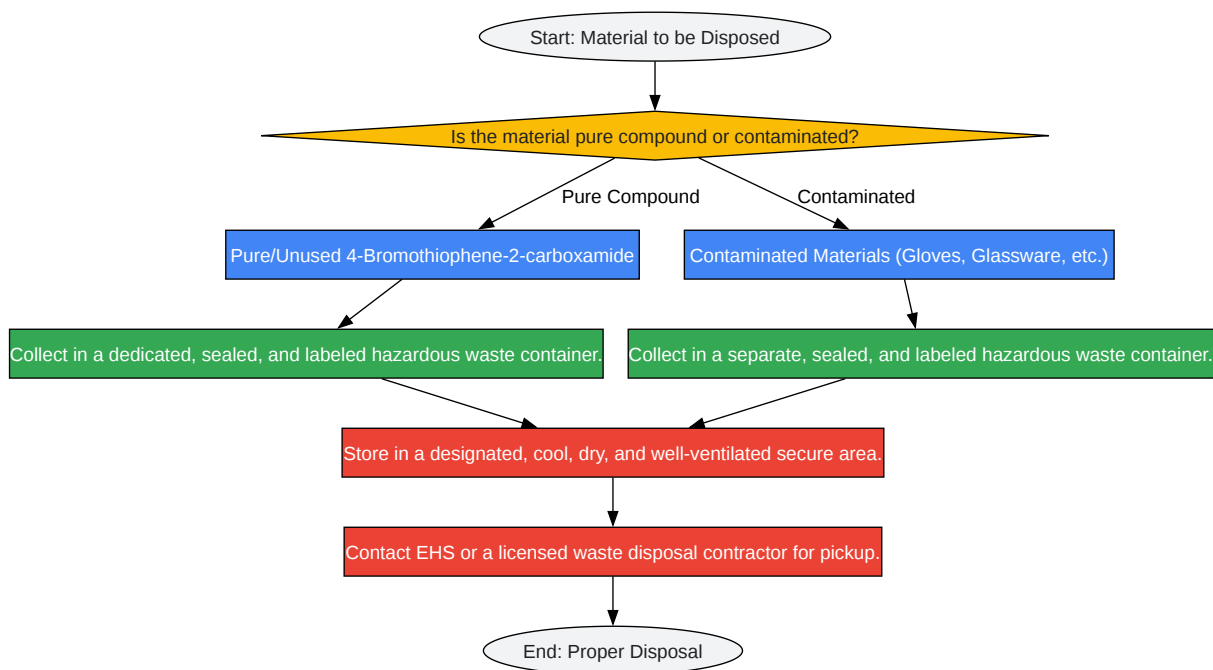 Start: Material to be Disposed
Is the material pure compound or contaminated?
Pure Compound
Contaminated
Pure/Unused 4-Bromothiophene-2-carboxamide
Contaminated Materials (Gloves, Glassware, etc.)
Collect in a dedicated, sealed, and labeled hazardous waste container.
Collect in a separate, sealed, and labeled hazardous waste container.
Store in a designated, cool, dry, and well-ventilated secure area.
Contact EHS or a licensed waste disposal contractor for pickup.
End: Proper Disposal